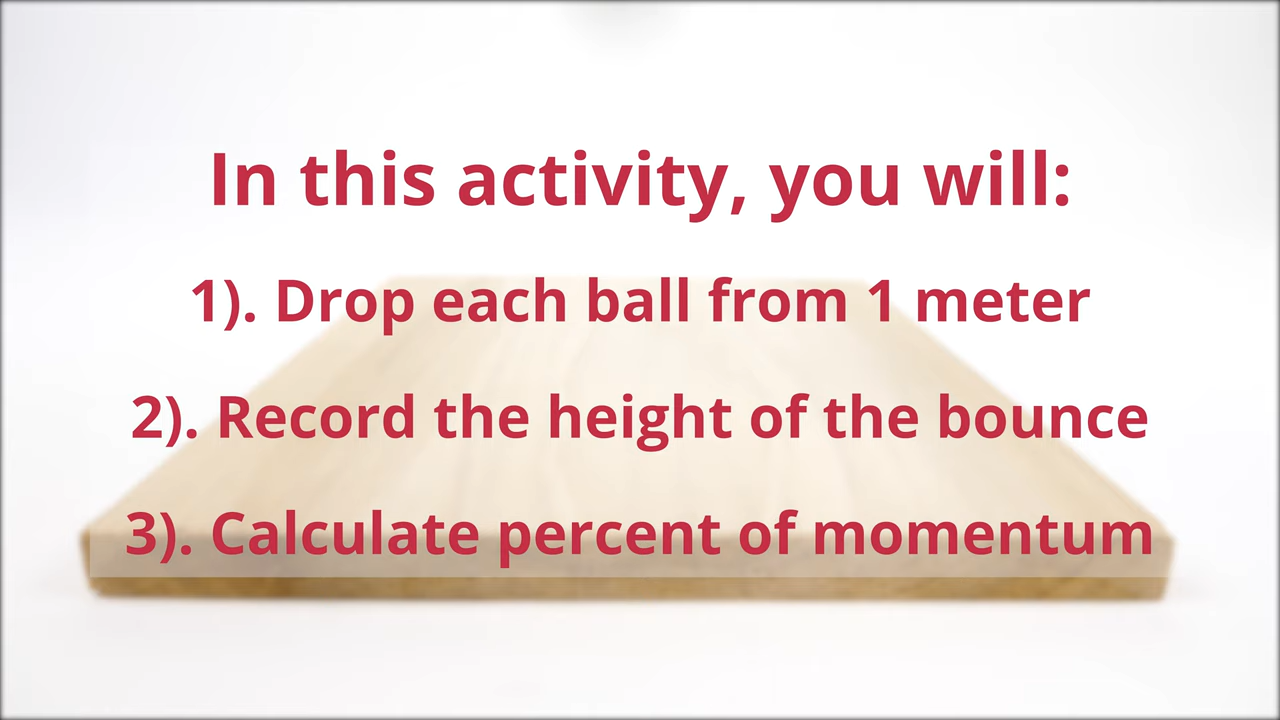 In this activity, you will:
1). Drop each ball from 1 meter
2). Record the height of the bounce
3). Calculate percent of momentum